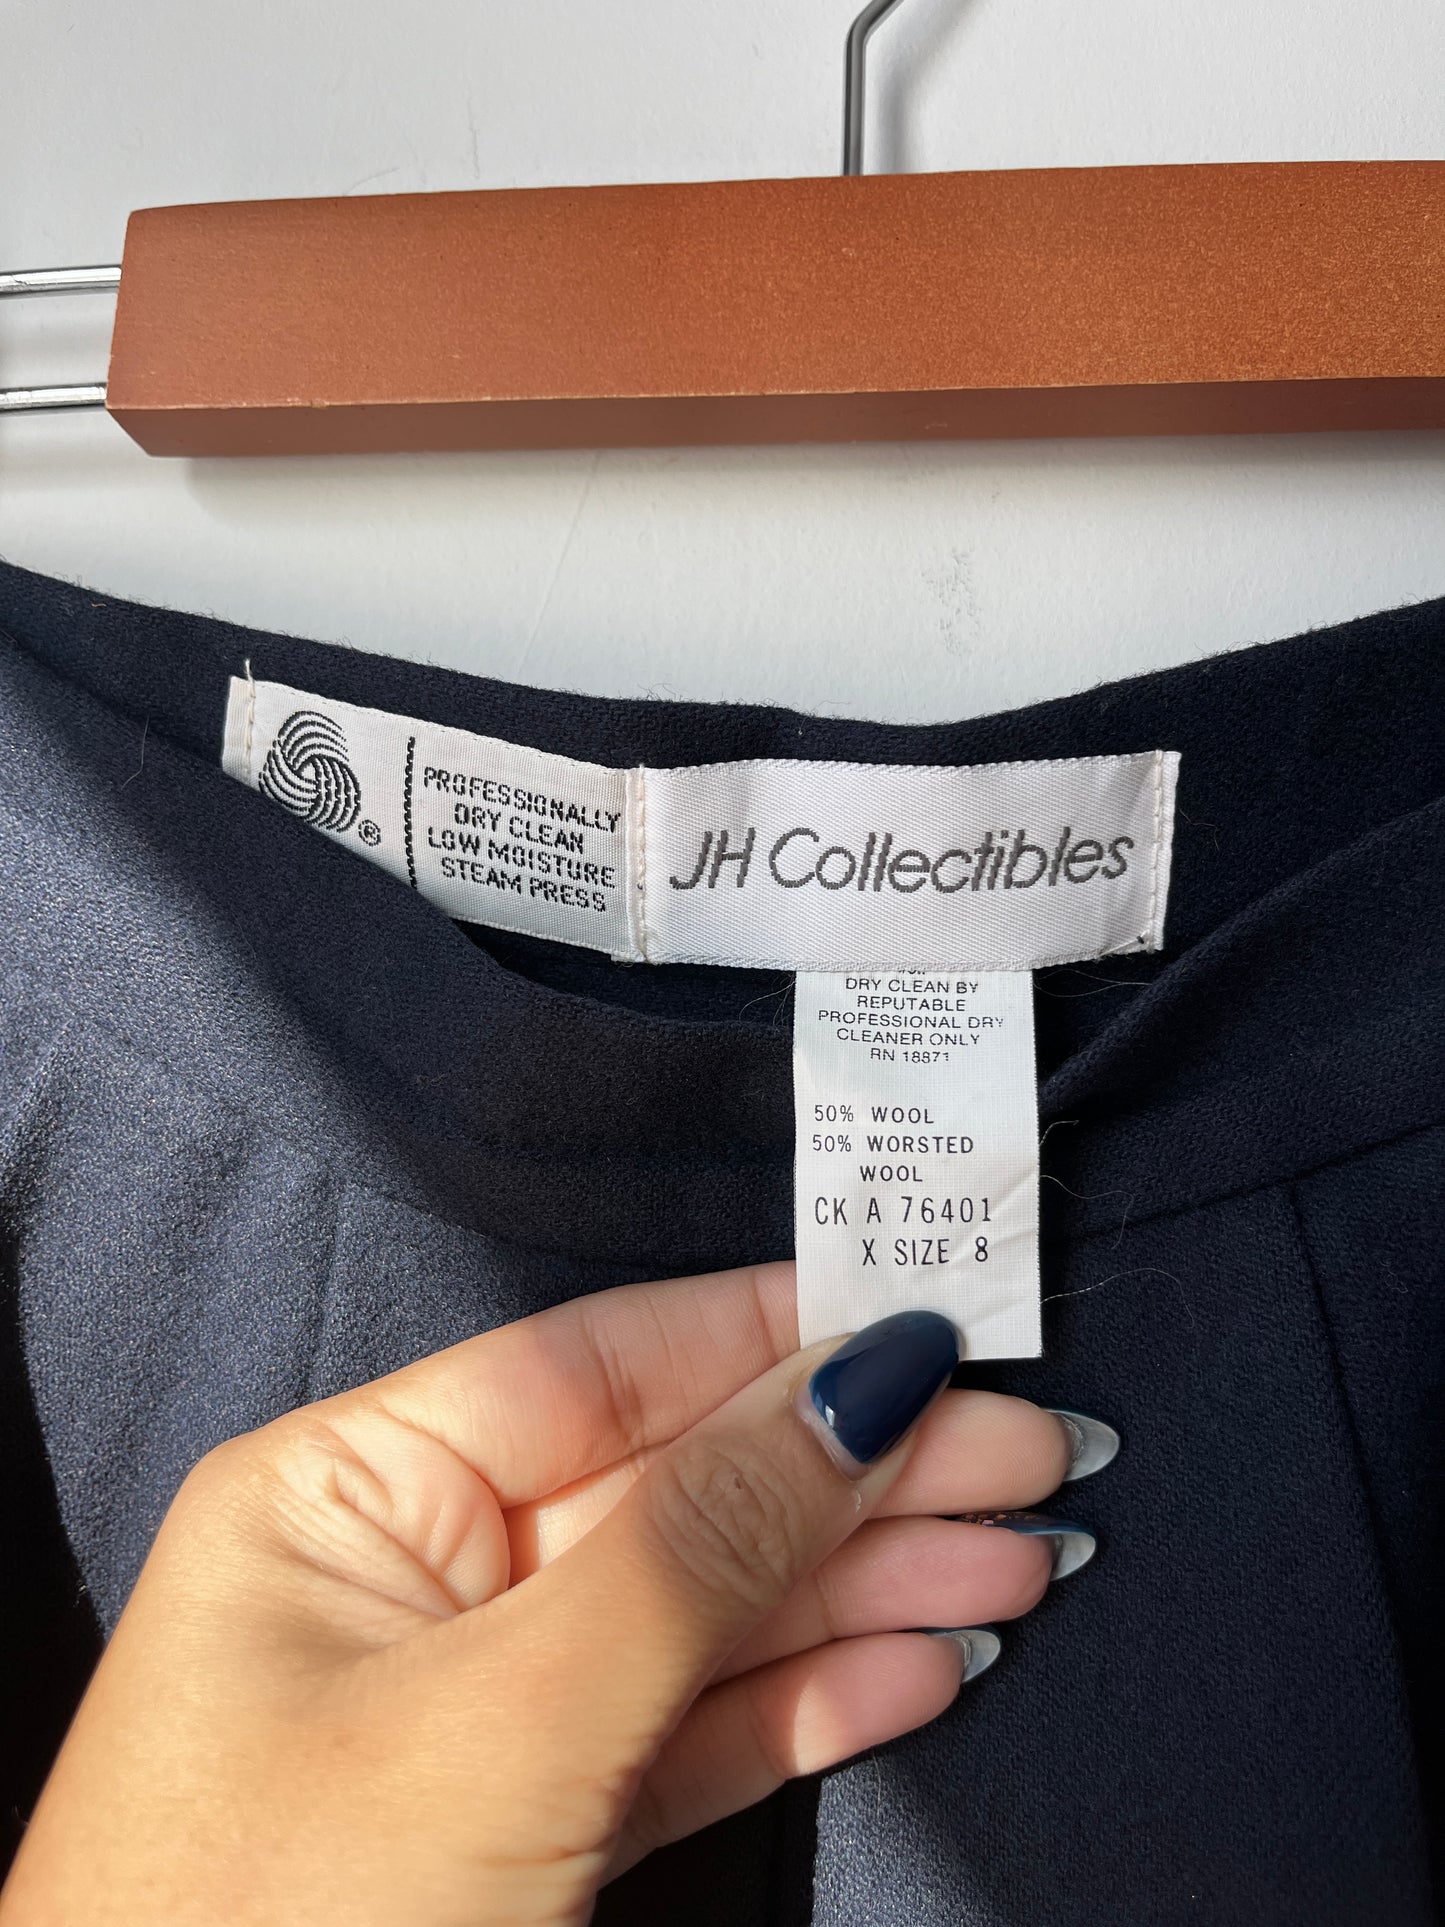 ®
PROFESSIONALLY
DRY CLEAN
LOW MOISTURE
STEAM PRESS
JH Collectibles
DRY CLEAN BY
REPUTABLE
PROFESSIONAL DRY
CLEANER ONLY
RN 18871
50% WOOL
50% WORSTED
WOOL
CK A 76401
X SIZE 8